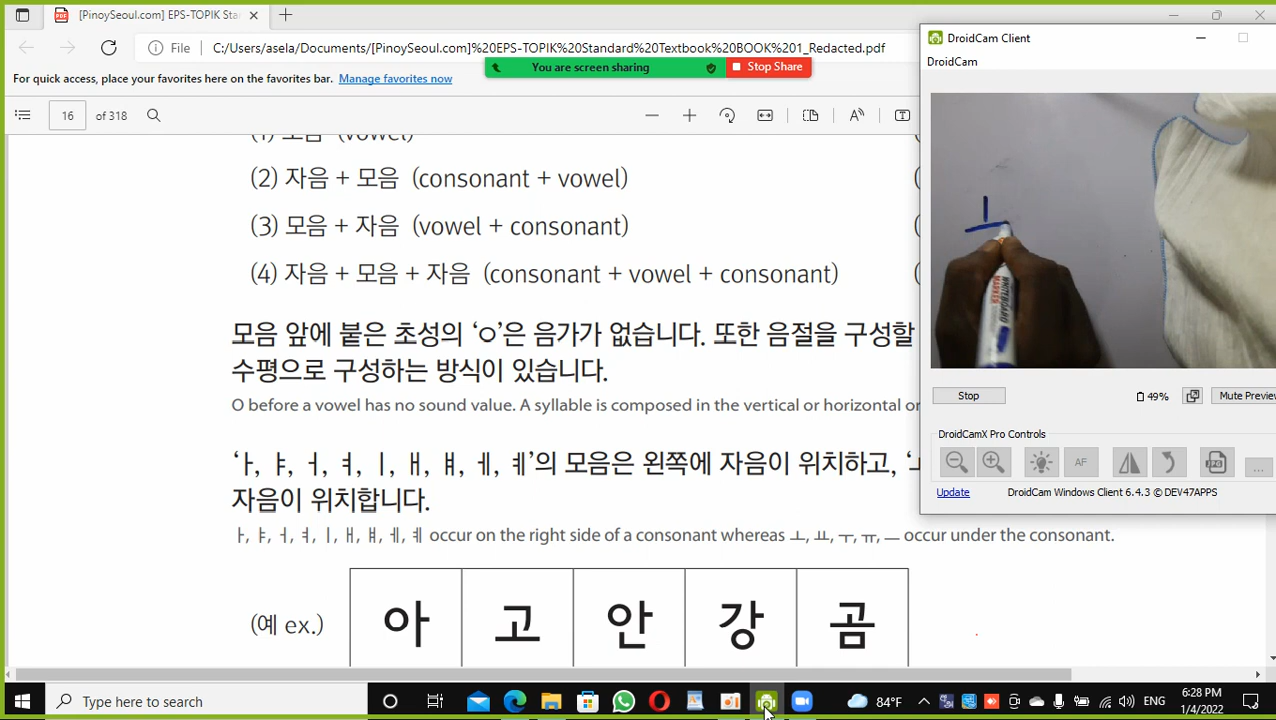 [PinoySeoul.com] EPS-TOPIK Sta
File
C:/Users/asela/Documents/[PinoySeoul.com]%20EPS-TOPIK%20Standard%20Textbook%20BOOK%201_Redacted.pdf
For quick assess, place your favorites here on the favorites bar. Manage favorites now
You are screen sharing
Stop Share
16 of 318
(1) 모음 (vowel)
(2) 자음 + 모음 (consonant + vowel)
(3) 모음 + 자음 (vowel + consonant)
(4) 자음 + 모음 + 자음 (consonant + vowel + consonant)
모음 앞에 붙은 초성의 ‘ㅇ’은 음가가 없습니다. 또한 음절을 구성할
수평으로 구성하는 방식이 있습니다.
O before a vowel has no sound value. A syllable is composed in the vertical or horizontal or
‘ㅏ, ㅑ, ㅓ, ㅕ, ㅣ, ㅐ, ㅒ, ㅔ, ㅖ’의 모음은 왼쪽에 자음이 위치하고, ‘ㅗ
자음이 위치합니다.
ㅏ, ㅑ, ㅓ, ㅕ, ㅣ, ㅐ, ㅒ, ㅔ, ㅖ occur on the right side of a consonant whereas ㅗ, ㅛ, ㅜ, ㅠ, ㅡ occur under the consonant.
(예 ex.) 아 고 안 강 곰
DroidCam Client
DroidCam
ㅗ
WHITEBOARD
MARKER
Stop
49%
Mute Preview
DroidCamX Pro Controls
AF
JPG
...
Update
DroidCam Windows Client 6.4.3 © DEV47APPS
Type here to search
84°F
ENG
6:28 PM
1/4/2022